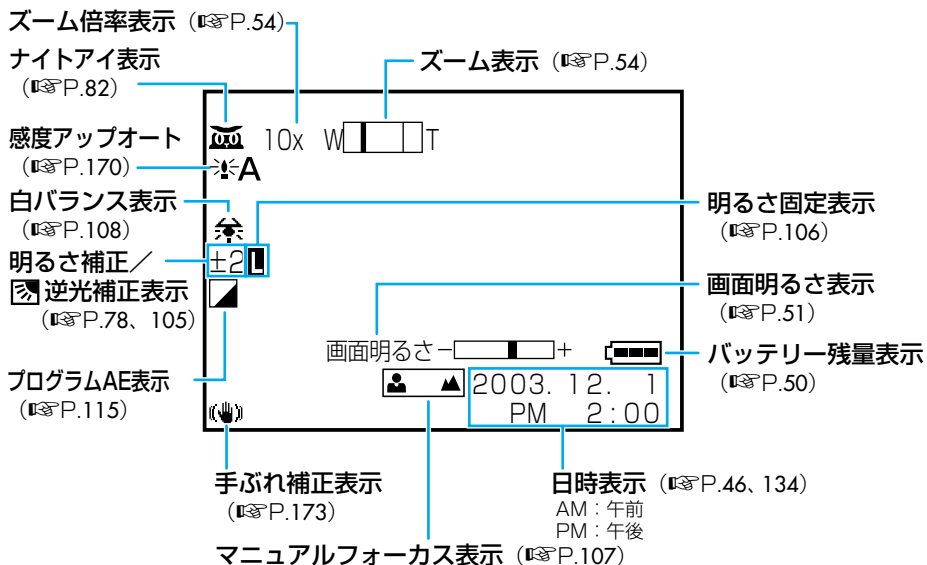 ズーム倍率表示（☞P.54）
ナイトアイ表示
（☞P.82）
ズーム表示（☞P.54）
感度アップオート
（☞P.170）
白バランス表示
（☞P.108）
明るさ補正／
逆光補正表示
（☞P.78、105）
プログラムAE表示
（☞P.115）
10x W T
A
±2 L
画面明るさ − +
2003. 12. 1
PM 2:00
明るさ固定表示
（☞P.106）
画面明るさ表示
（☞P.51）
バッテリー残量表示
（☞P.50）
手ぶれ補正表示
（☞P.173）
日時表示（☞P.46、134）
AM：午前
PM：午後
マニュアルフォーカス表示（☞P.107）